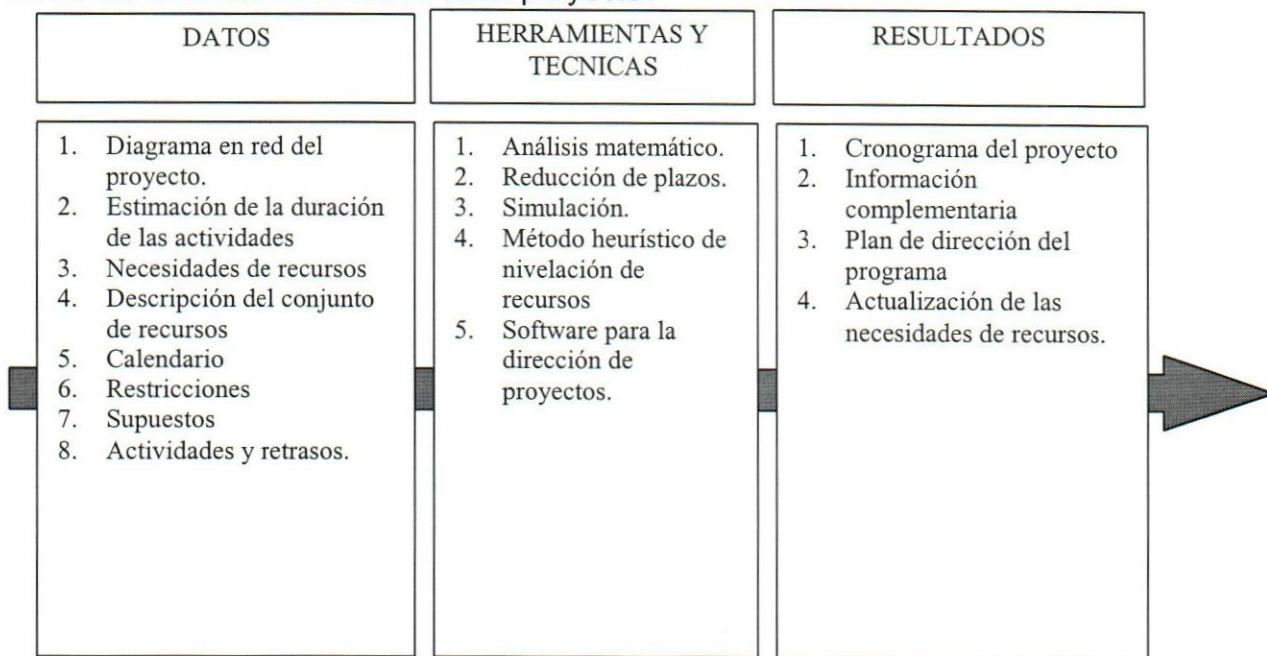 proyectos
DATOS
HERRAMIENTAS Y
TECNICAS
RESULTADOS
1. Diagrama en red del
proyecto.
2. Estimación de la duración
de las actividades
3. Necesidades de recursos
4. Descripción del conjunto
de recursos
5. Calendario
6. Restricciones
7. Supuestos
8. Actividades y retrasos.
1. Análisis matemático.
2. Reducción de plazos.
3. Simulación.
4. Método heurístico de
nivelación de
recursos
5. Software para la
dirección de
proyectos.
1. Cronograma del proyecto
2. Información
complementaria
3. Plan de dirección del
programa
4. Actualización de las
necesidades de recursos.